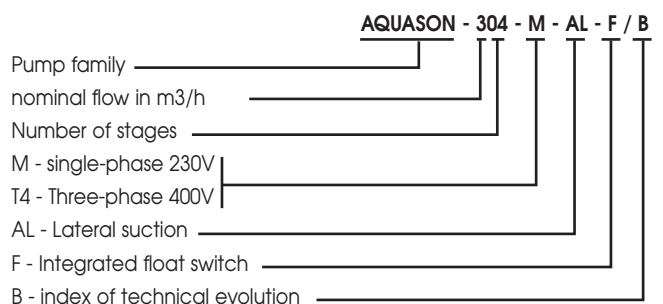 AQUASON - 304 - M - AL - F / B
Pump family
nominal flow in m3/h
Number of stages
M - single-phase 230V
T4 - Three-phase 400V
AL - Lateral suction
F - Integrated float switch
B - index of technical evolution